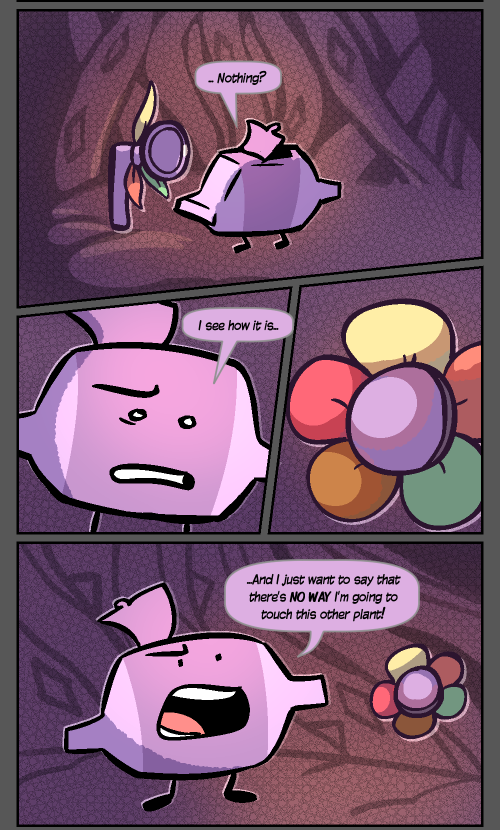 ... Nothing?
I see how it is...
...And I just want to say that
there's NO WAY I'm going to
touch this other plant!